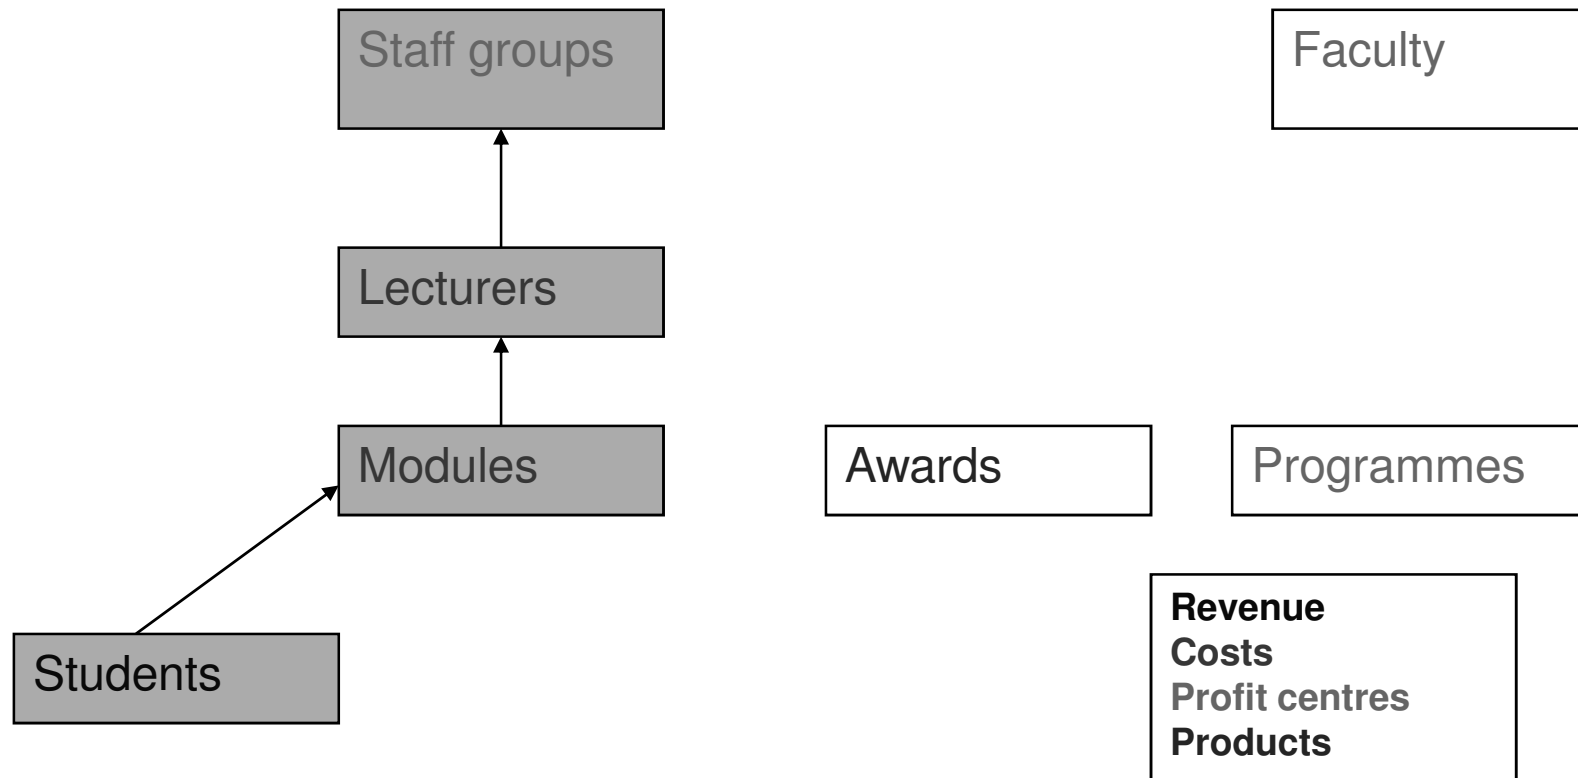 Staff groups
Faculty
Lecturers
Modules
Awards
Programmes
Students
Revenue
Costs
Profit centres
Products